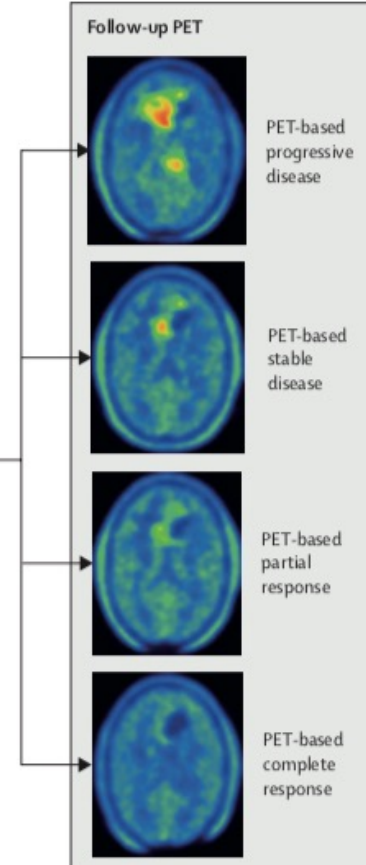 Follow-up PET
PET-based
progressive
disease
PET-based
stable
disease
PET-based
partial
response
PET-based
complete
response